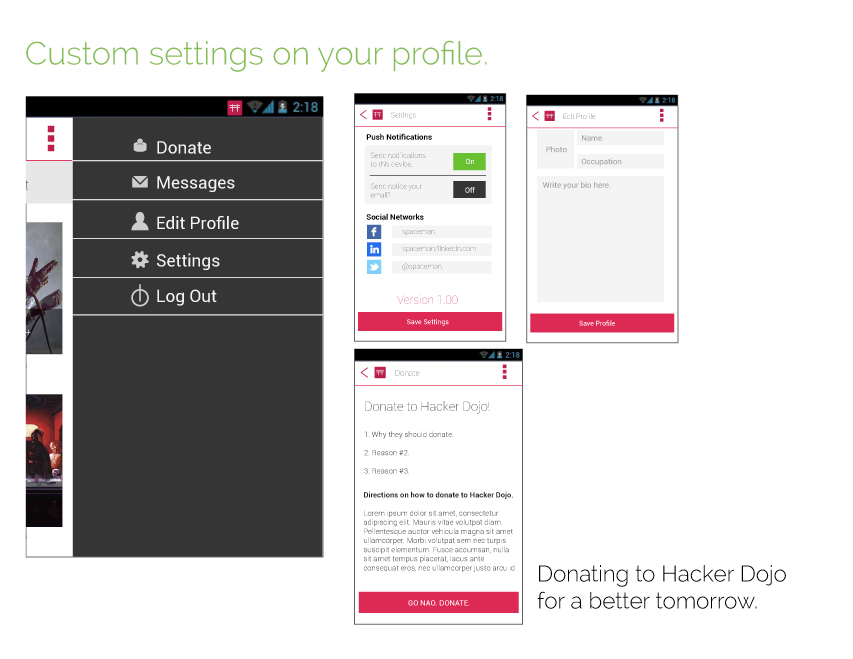 Custom settings on your profile.
2:18
Donate
Messages
Edit Profile
Settings
Log Out
2:18
Settings
Push Notifications
Send notifications
to this device.
On
Send notice your
email?
Off
Social Networks
f
spaceman
in
spaceman/linkecin.com
@spaceman
Version 1.00
Save Settings
2:18
Edit Profile
Photo
Name
Occupation
Write your bio here.
Save Profile
2:18
Donate
Donate to Hacker Dojo!
1. Why they should donate
2. Reason #2.
3. Reason #3.
Directions on how to donate to Hacker Dojo.
Lorem ipsum dolor sit amet, consectetur
adipiscing elit. Mauris vitae volutpat diam.
Pellentesque auctor vehicula magna sit amet
ullamcorper. Morbi volutpat sem nec turpis
suscipit elementum. Fusce accumsan, nulla
sit amet tempus placerat, lacus ante
consequat eros, nec ullamcorper justo arcu id
GO NAO. DONATE.
Donating to Hacker Dojo
for a better tomorrow.